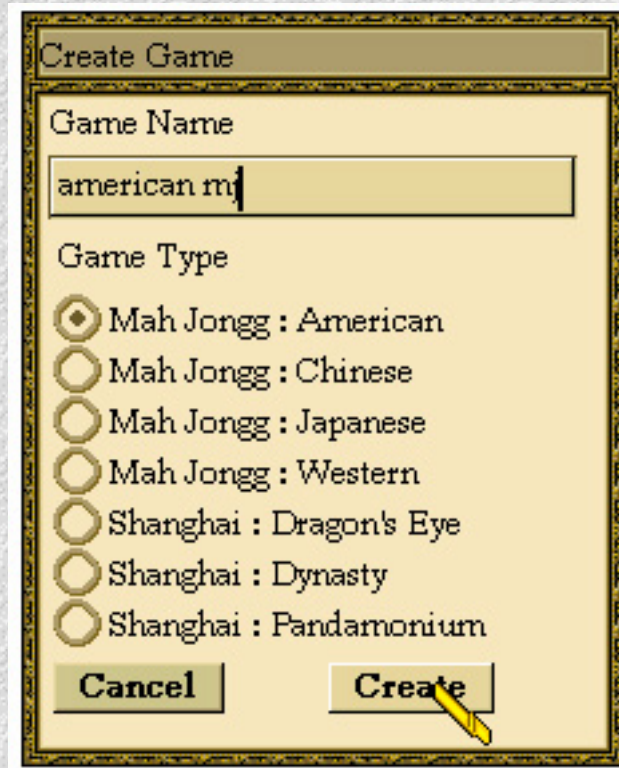 Create Game
Game Name
american mj
Game Type
Mah Jongg : American
Mah Jongg : Chinese
Mah Jongg : Japanese
Mah Jongg : Western
Shanghai : Dragon's Eye
Shanghai : Dynasty
Shanghai : Pandamonium
Cancel Create